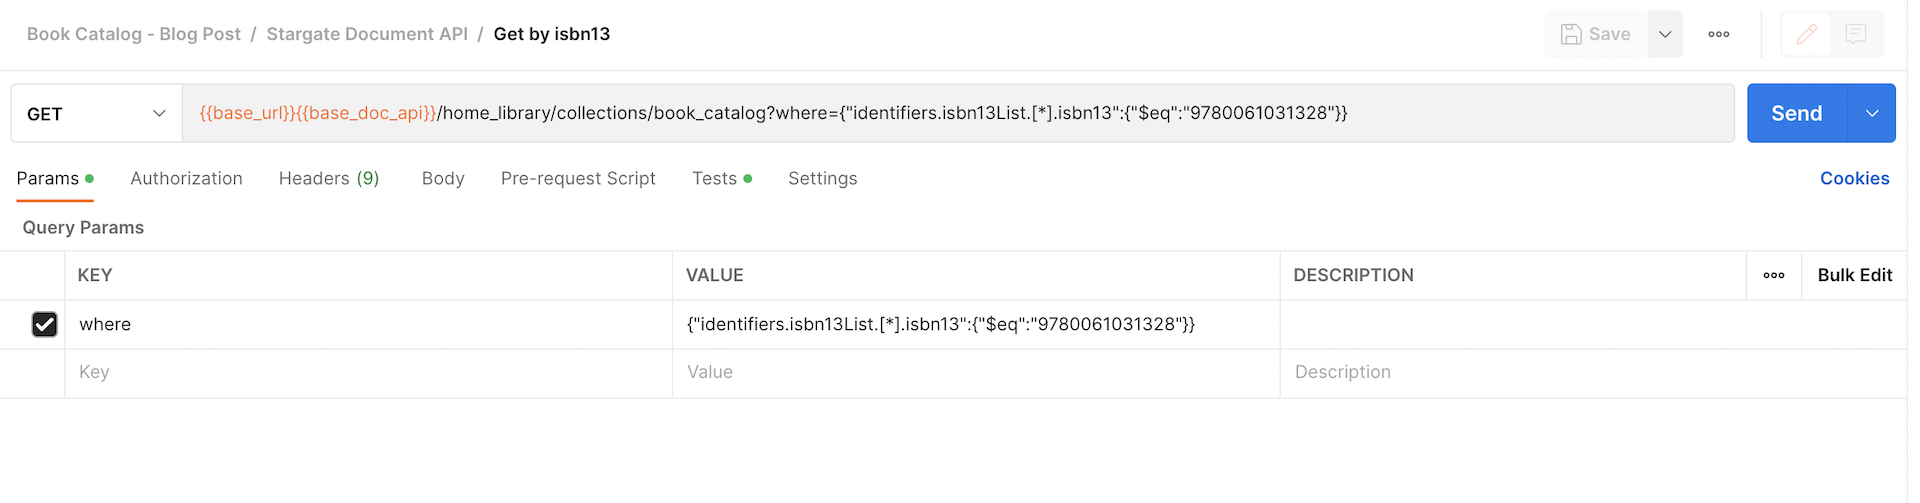 Book Catalog - Blog Post / Stargate Document API / Get by isbn13 Save
GET {{base_url}}{{base_doc_api}}/home_library/collections/book_catalog?where={"identifiers.isbn13List.[*].isbn13":{"$eq":"9780061031328"}} Send
Params Authorization Headers (9) Body Pre-request Script Tests Settings Cookies
Query Params
KEY VALUE DESCRIPTION Bulk Edit
where {"identifiers.isbn13List.[*].isbn13":{"$eq":"9780061031328"}}
Key Value Description